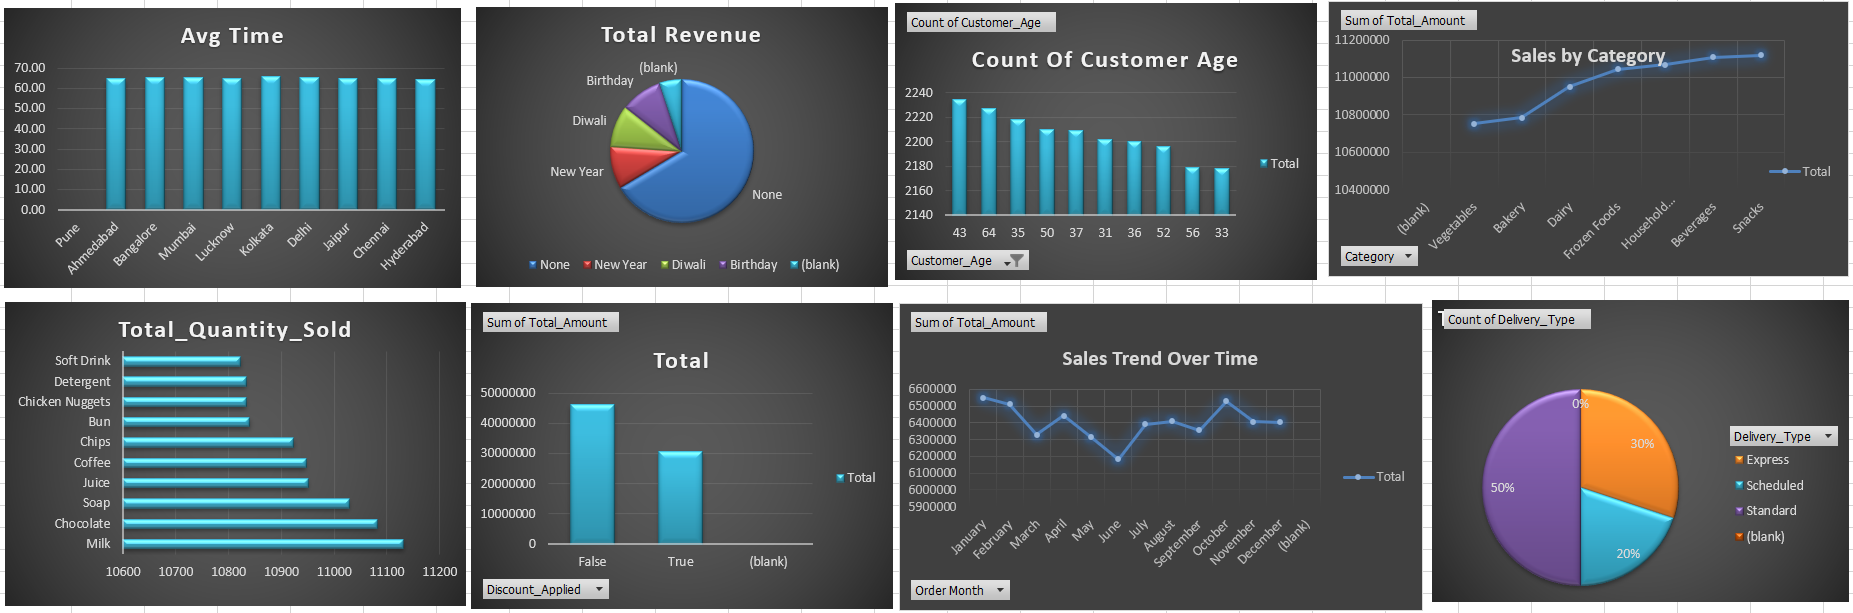 Avg Time
70.00
60.00
50.00
40.00
30.00
20.00
10.00
0.00
Pune
Ahmedabad
Bangalore
Mumbai
Lucknow
Kolkata
Delhi
Jaipur
Chennai
Hyderabad
Total Revenue
(blank)
Birthday
Diwali
New Year
None
None New Year Diwali Birthday (blank)
Count of Customer_Age
Count Of Customer Age
2240
2220
2200
2180
2160
2140
43 64 35 50 37 31 36 52 56 33
Total
Customer_Age
Sum of Total_Amount
Sales by Category
11200000
11000000
10800000
10600000
10400000
(blank)
Vegetables
Bakery
Dairy
Frozen Foods
Household...
Beverages
Snacks
Total
Category
Total_Quantity_Sold
Soft Drink
Detergent
Chicken Nuggets
Bun
Chips
Coffee
Juice
Soap
Chocolate
Milk
10600 10700 10800 10900 11000 11100 11200
Sum of Total_Amount
Total
50000000
40000000
30000000
20000000
10000000
0
False True (blank)
Total
Discount_Applied
Sum of Total_Amount
Sales Trend Over Time
6600000
6500000
6400000
6300000
6200000
6100000
6000000
5900000
January
February
March
April
May
June
July
August
September
October
November
December
(blank)
Total
Order Month
Count of Delivery_Type
0%
30%
50%
20%
Delivery_Type
Express
Scheduled
Standard
(blank)